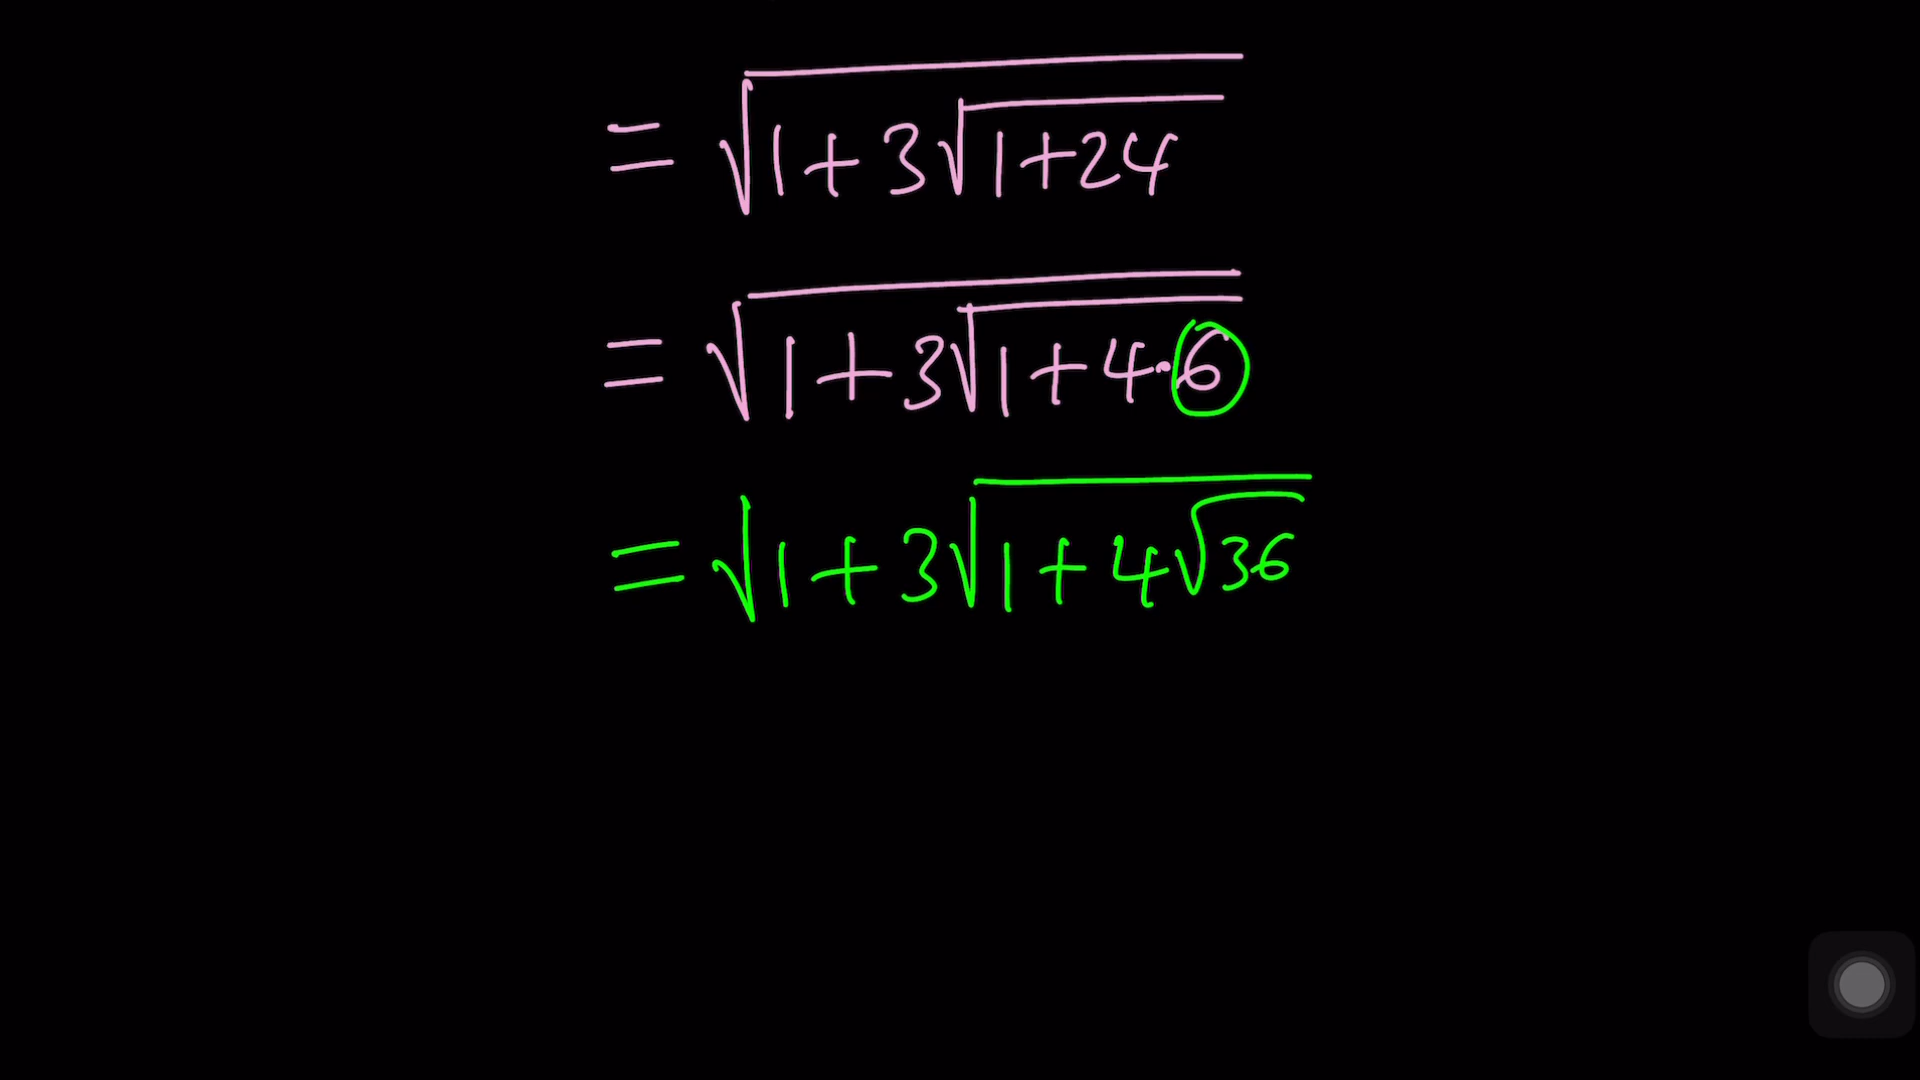 = √1+3√1+24
= √1+3√1+4·6
= √1+3√1+4√36